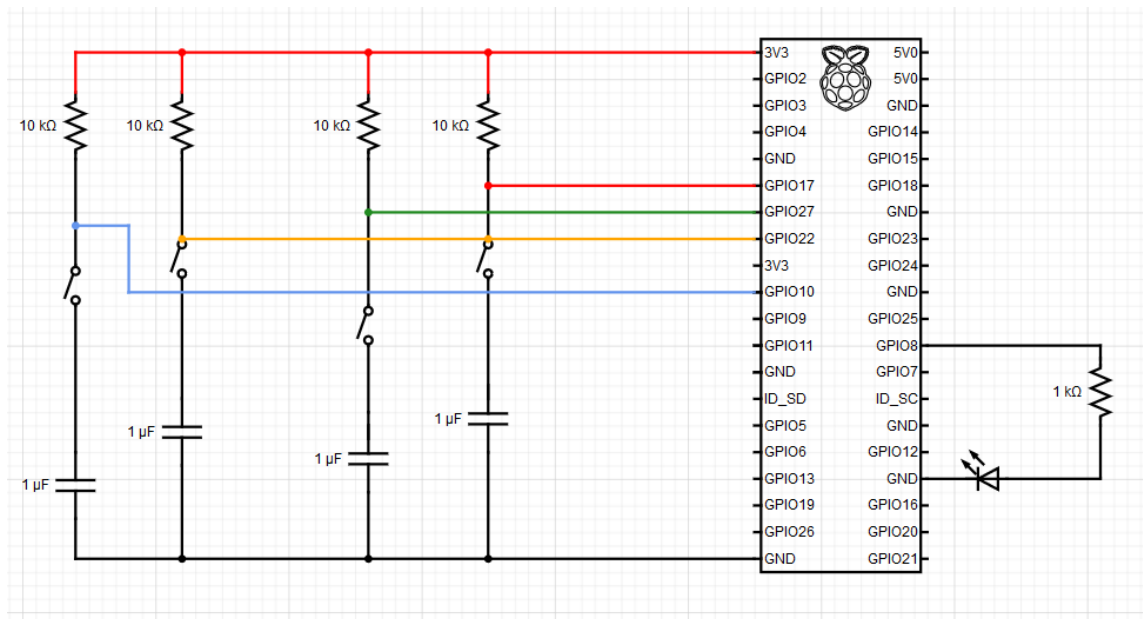 3V3 5V0
GPIO2 5V0
GPIO3 GND
10 kΩ 10 kΩ 10 kΩ 10 kΩ
GPIO4 GPIO14
GND GPIO15
GPIO17 GPIO18
GPIO27 GND
GPIO22 GPIO23
3V3 GPIO24
GPIO10 GND
GPIO9 GPIO25
GPIO11 GPIO8
GND GPIO7
1 kΩ
ID_SD ID_SC
1 µF
GPIO5 GND
1 µF
GPIO6 GPIO12
1 µF
GPIO13 GND
1 µF
GPIO19 GPIO16
GPIO26 GPIO20
GND GPIO21